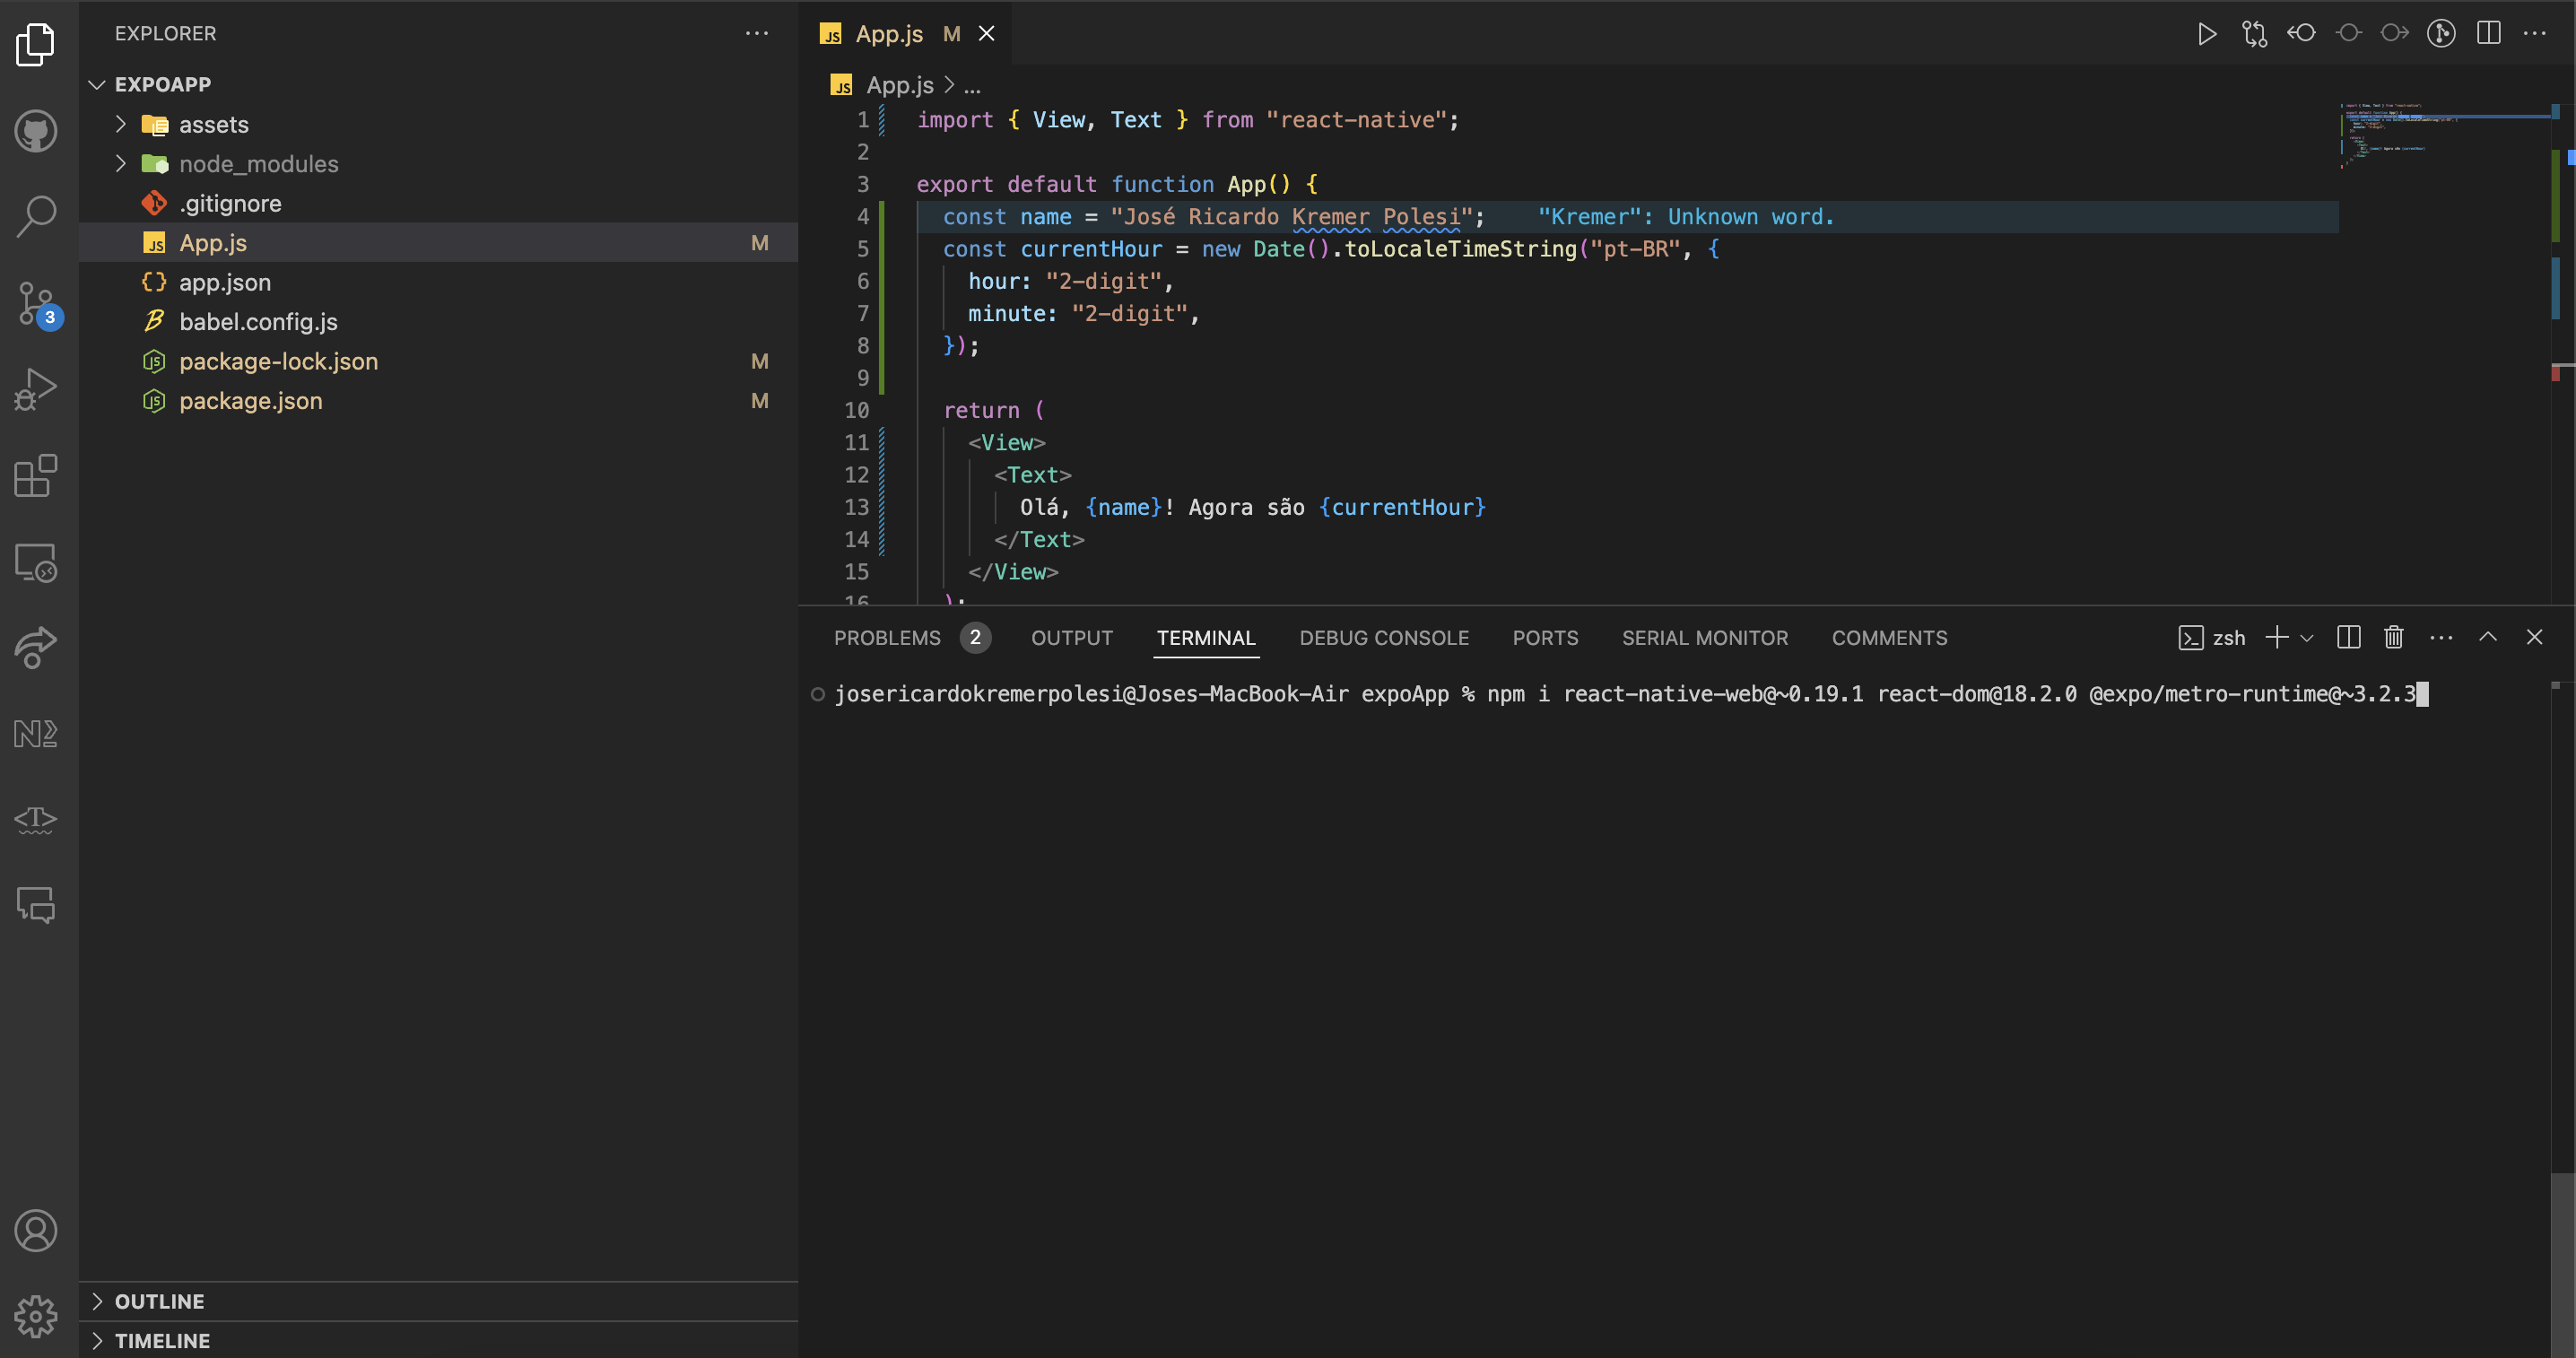 EXPLORER
EXPOAPP
assets
node_modules
.gitignore
App.js M
app.json
babel.config.js
package-lock.json M
package.json M
3
OUTLINE
TIMELINE
App.js M
App.js > ...
1 import { View, Text } from "react-native";
2
3 export default function App() {
4 const name = "José Ricardo Kremer Polesi"; "Kremer": Unknown word.
5 const currentHour = new Date().toLocaleTimeString("pt-BR", {
6 hour: "2-digit",
7 minute: "2-digit",
8 });
9
10 return (
11 <View>
12 <Text>
13 Olá, {name}! Agora são {currentHour}
14 </Text>
15 </View>
16 );
PROBLEMS 2 OUTPUT TERMINAL DEBUG CONSOLE PORTS SERIAL MONITOR COMMENTS zsh
josericardokremerpolesi@Joses-MacBook-Air expoApp % npm i react-native-web@~0.19.1 react-dom@18.2.0 @expo/metro-runtime@~3.2.3